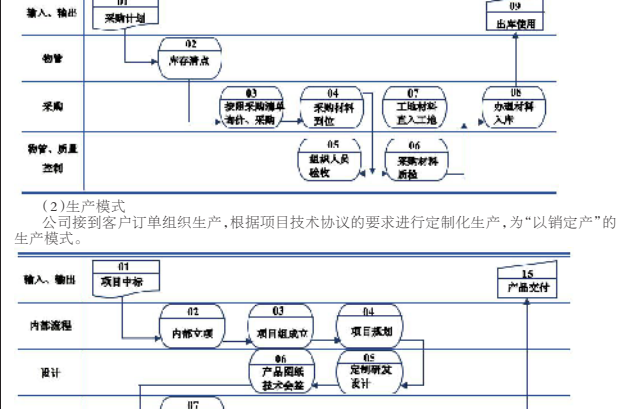 输入、输出
01
采购计划
09
出库使用
物管
02
库存清点
采购
03
按照采购清单
询价、采购
04
采购材料
到位
07
工地材料
直入工地
08
办理材料
入库
物管、质量
控制
05
组织人员
验收
06
采购材料
质检
(2)生产模式
公司接到客户订单组织生产,根据项目技术协议的要求进行定制化生产,为“以销定产”的
生产模式。
输入、输出
01
项目中标
15
产品交付
内部流程
02
内部立项
03
项目组成立
04
项目规划
设计
06
产品图纸
技术会签
05
定制研发
设计
07